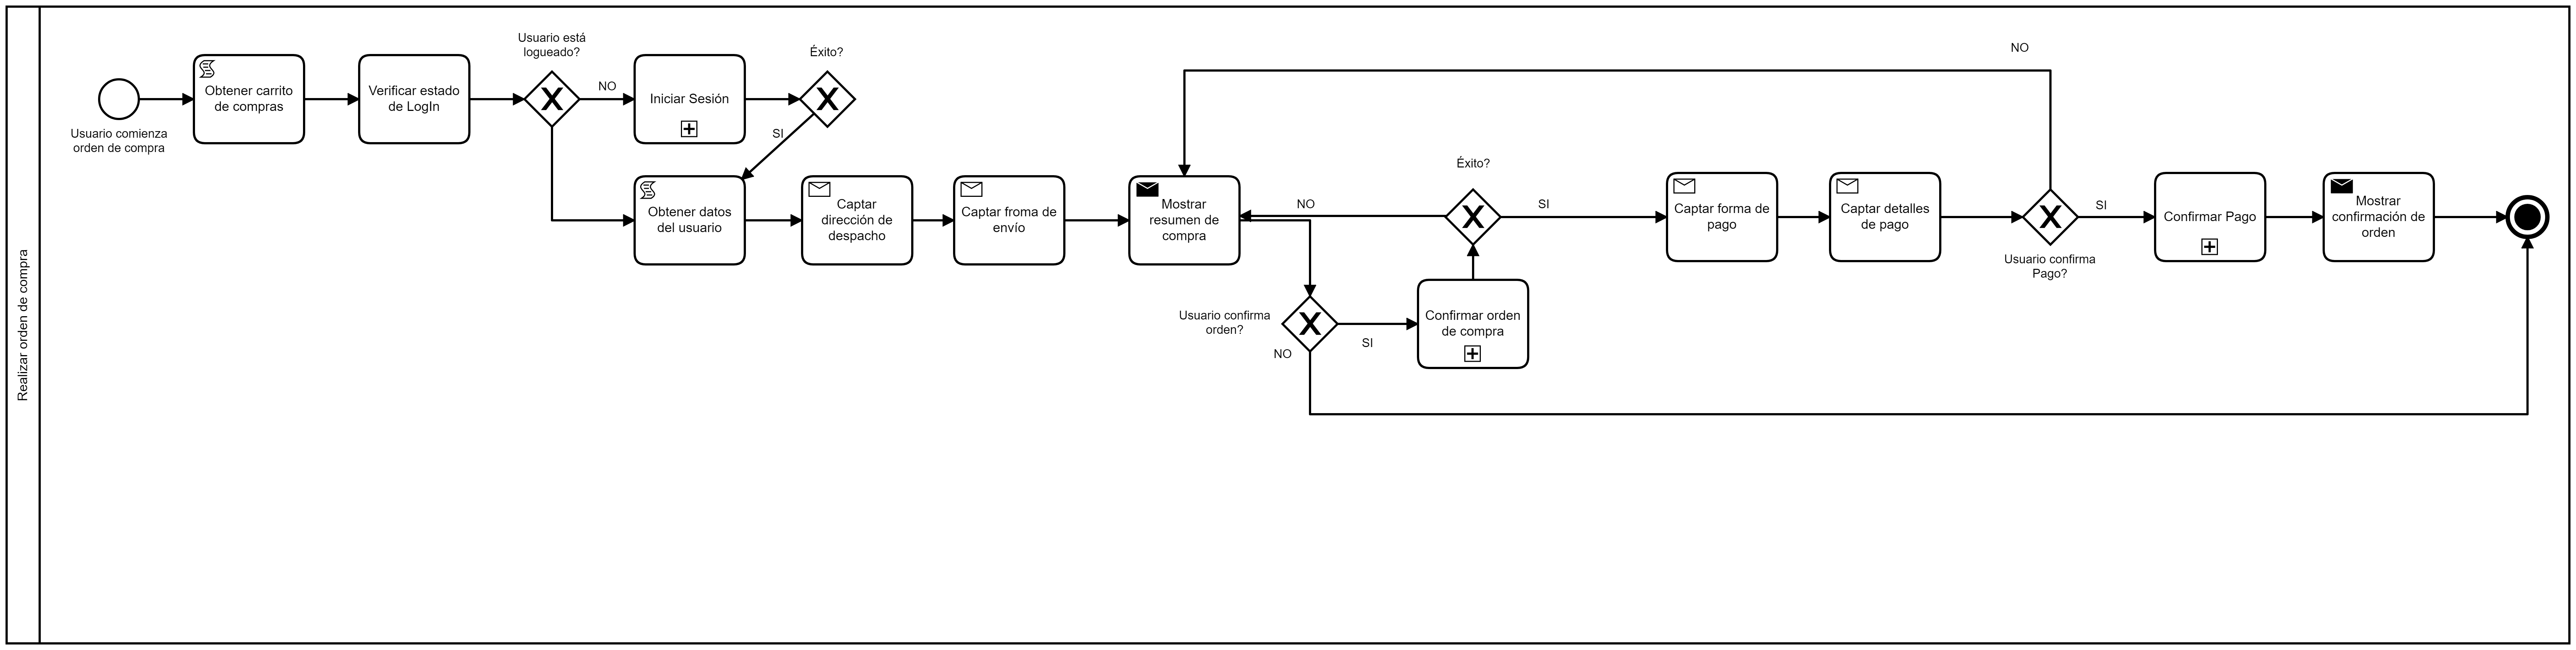 Realizar orden de compra
Usuario comienza
orden de compra
Obtener carrito
de compras
Verificar estado
de LogIn
Usuario está
logueado?
NO
Iniciar Sesión
Éxito?
SI
Obtener datos
del usuario
Captar
dirección de
despacho
Captar froma de
envío
Mostrar
resumen de
compra
Usuario confirma
orden?
NO
SI
Confirmar orden
de compra
Éxito?
NO
SI
Captar forma de
pago
Captar detalles
de pago
Usuario confirma
Pago?
NO
SI
Confirmar Pago
Mostrar
confirmación de
orden